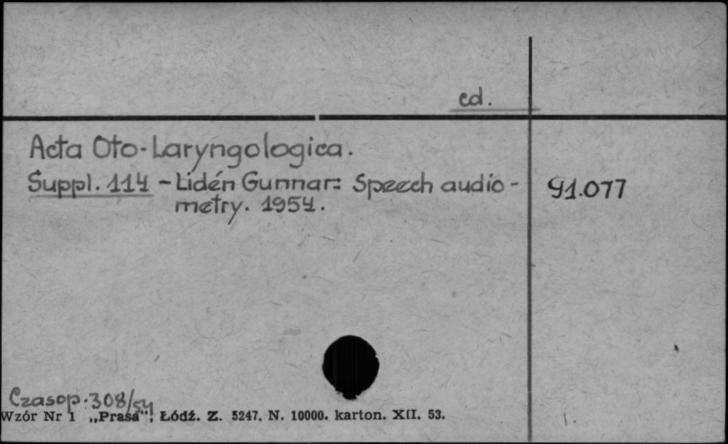 cd.
Acta Oto-Laryngologica.
Suppl. 114 - Lidén Gunnar: Speech audio-
metry. 1954.
91.077
Czasop. 308/54
Wzór Nr 1 „Prasa", Łódź. Z. 5247. N. 10000. karton. XII. 53.